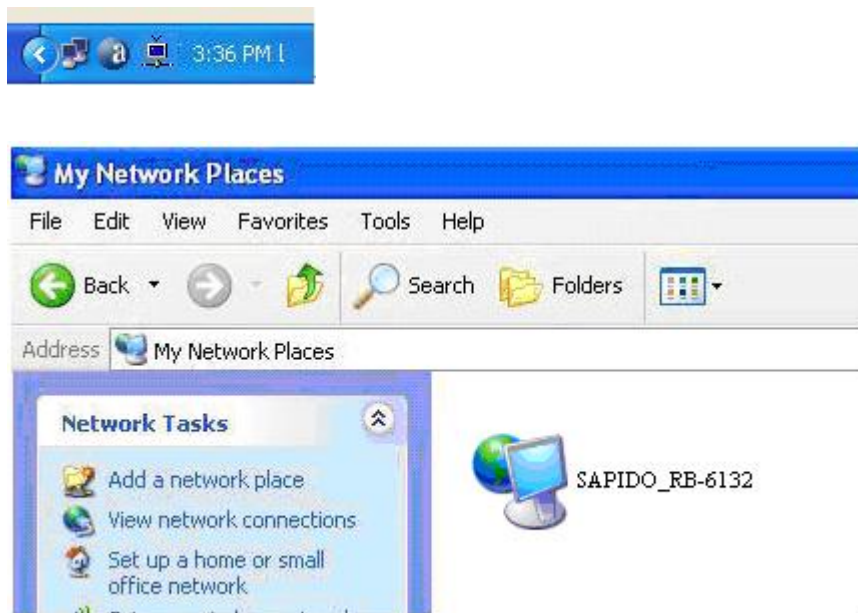 a 3:36 PM
My Network Places
File Edit View Favorites Tools Help
Back Search Folders
Address My Network Places
Network Tasks
Add a network place
View network connections
Set up a home or small
office network
SAPIDO_RB-6132